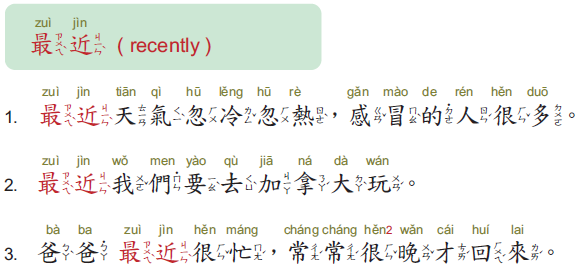 zuì jìn
最近 ( recently )
zuì jìn tiān qì hū lěng hū rè gǎn mào de rén hěn duō
1. 最近天氣忽冷忽熱，感冒的人很多。
zuì jìn wǒ men yào qù jiā ná dà wán
2. 最近我們要去加拿大玩。
bà ba zuì jìn hěn máng cháng cháng hěn2 wǎn cái huí lai
3. 爸爸最近很忙，常常很晚才回來。